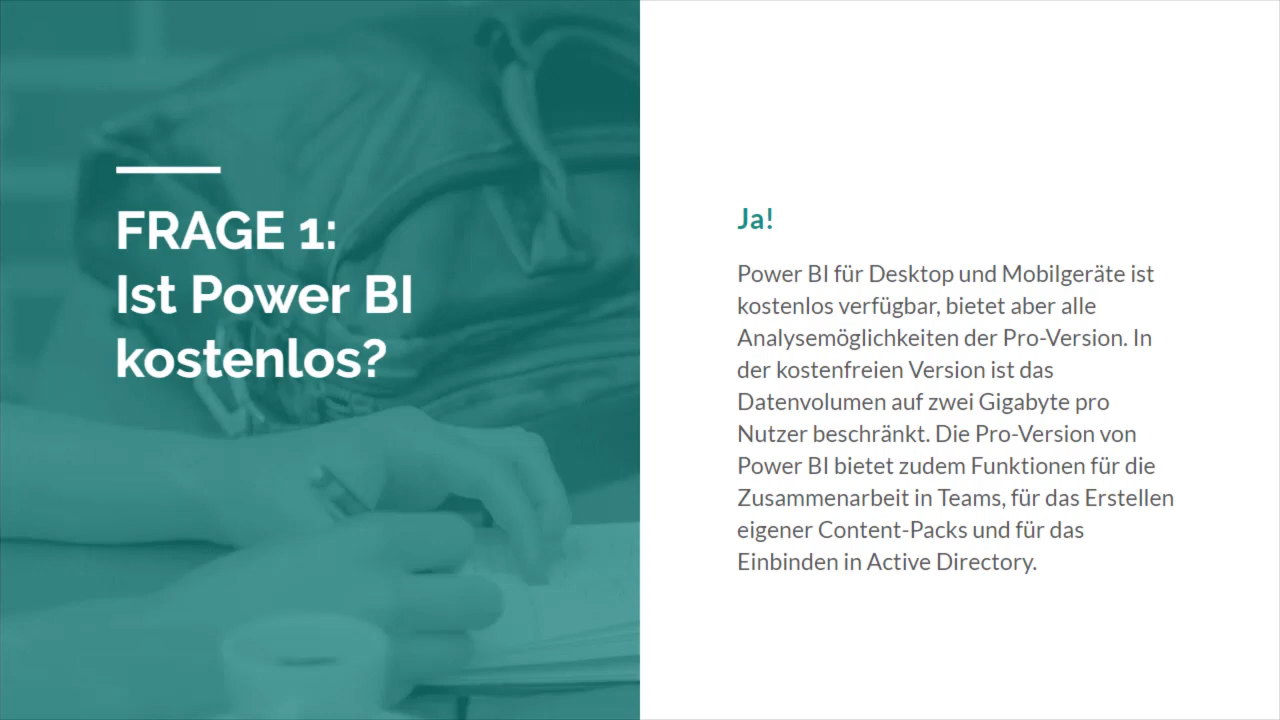 FRAGE 1:
Ist Power BI
kostenlos?
Ja!
Power BI für Desktop und Mobilgeräte ist
kostenlos verfügbar, bietet aber alle
Analysemöglichkeiten der Pro-Version. In
der kostenfreien Version ist das
Datenvolumen auf zwei Gigabyte pro
Nutzer beschränkt. Die Pro-Version von
Power BI bietet zudem Funktionen für die
Zusammenarbeit in Teams, für das Erstellen
eigener Content-Packs und für das
Einbinden in Active Directory.